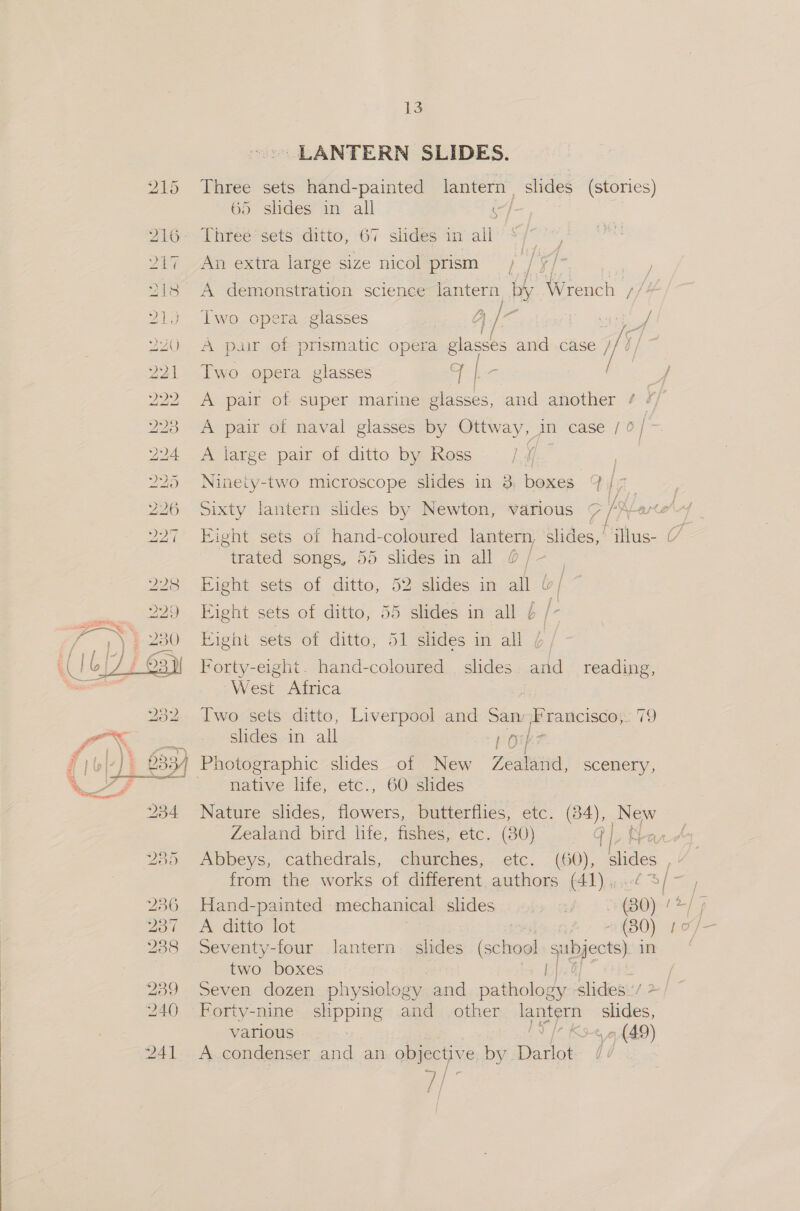 13
LANTERN SLIDES.
215 Three sets hand-painted lantern slides (stories)
65 slides in all
216 Three sets ditto, 67 slides in all
217 An extra large size nicol prism
218 A demonstration science lantern by Wrench
219 Two opera glasses 9/-
220 A pair of prismatic opera glasses and case
221 Two opera glasses
222 A pair of super marine glasses, and another
223 A pair of naval glasses by Ottway, in case
224 A large pair of ditto by Ross
225 Ninety-two microscope slides in 3 boxes
226 Sixty lantern slides by Newton, various
227 Eight sets of hand-coloured lantern slides, illus-
trated songs, 55 slides in all 6/-
228 Eight sets of ditto, 52 slides in all 6/-
229 Eight sets of ditto, 55 slides in all 6/-
230 Eight sets of ditto, 51 slides in all 6/-
16/- 231 Forty-eight hand-coloured slides and reading,
West Africa
232 Two sets ditto, Liverpool and San Francisco, 79
slides in all
16/- 233 Photographic slides of New Zealand, scenery,
native life, etc., 60 slides
234 Nature slides, flowers, butterflies, etc. (34), New
Zealand bird life, fishes, etc. (30)
235 Abbeys, cathedrals, churches, etc. (60), slides
from the works of different authors (41)
236 Hand-painted mechanical slides (30)
237 A ditto lot (30) 10/-
238 Seventy-four lantern slides (school subjects) in
two boxes
239 Seven dozen physiology and pathology slides
240 Forty-nine slipping and other lantern slides,
various (49)
241 A condenser and an objective by Darlot
7/-